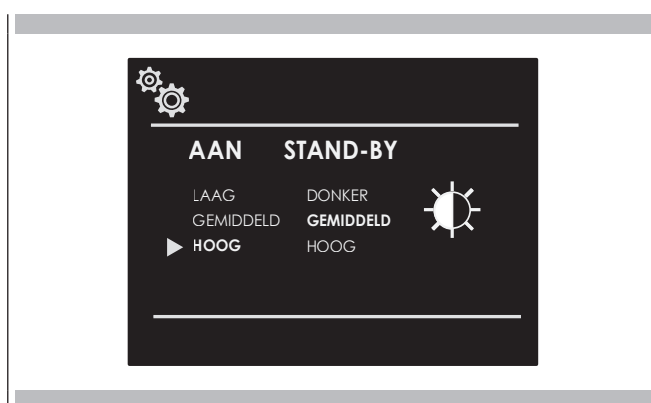 AAN STAND-BY
LAAG DONKER
GEMIDDELD GEMIDDELD
HOOG HOOG